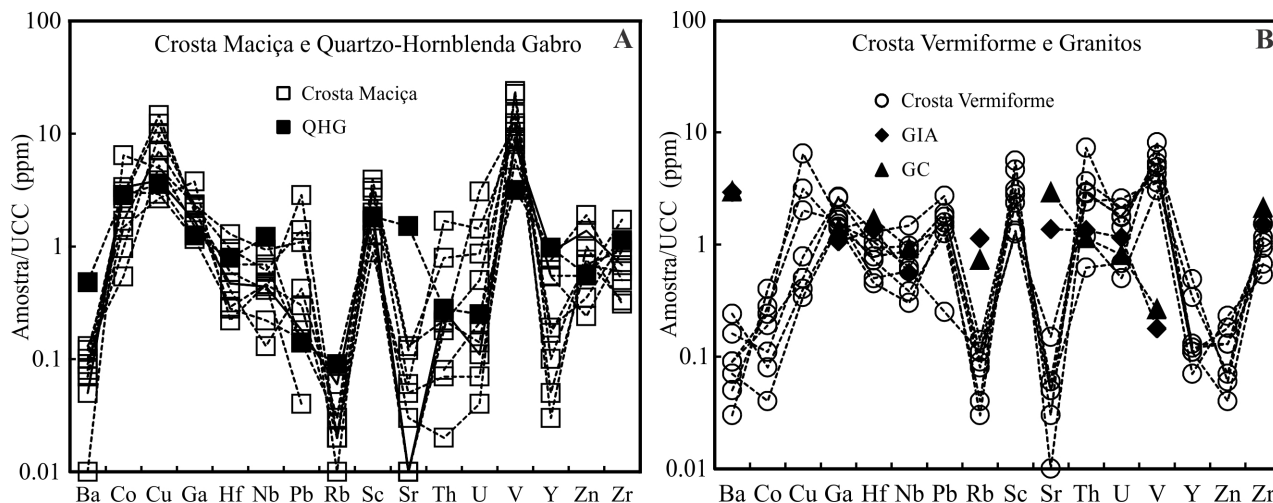 100
Crosta Maciça e Quartzo-Hornblenda Gabro
A
Crosta Maciça
QHG
10
1
0.1
0.01
Amostra/UCC (ppm)
Ba Co Cu Ga Hf Nb Pb Rb Sc Sr Th U V Y Zn Zr
100
Crosta Vermiforme e Granitos
B
Crosta Vermiforme
GIA
GC
10
1
0.1
0.01
Amostra/UCC (ppm)
Ba Co Cu Ga Hf Nb Pb Rb Sc Sr Th U V Y Zn Zr